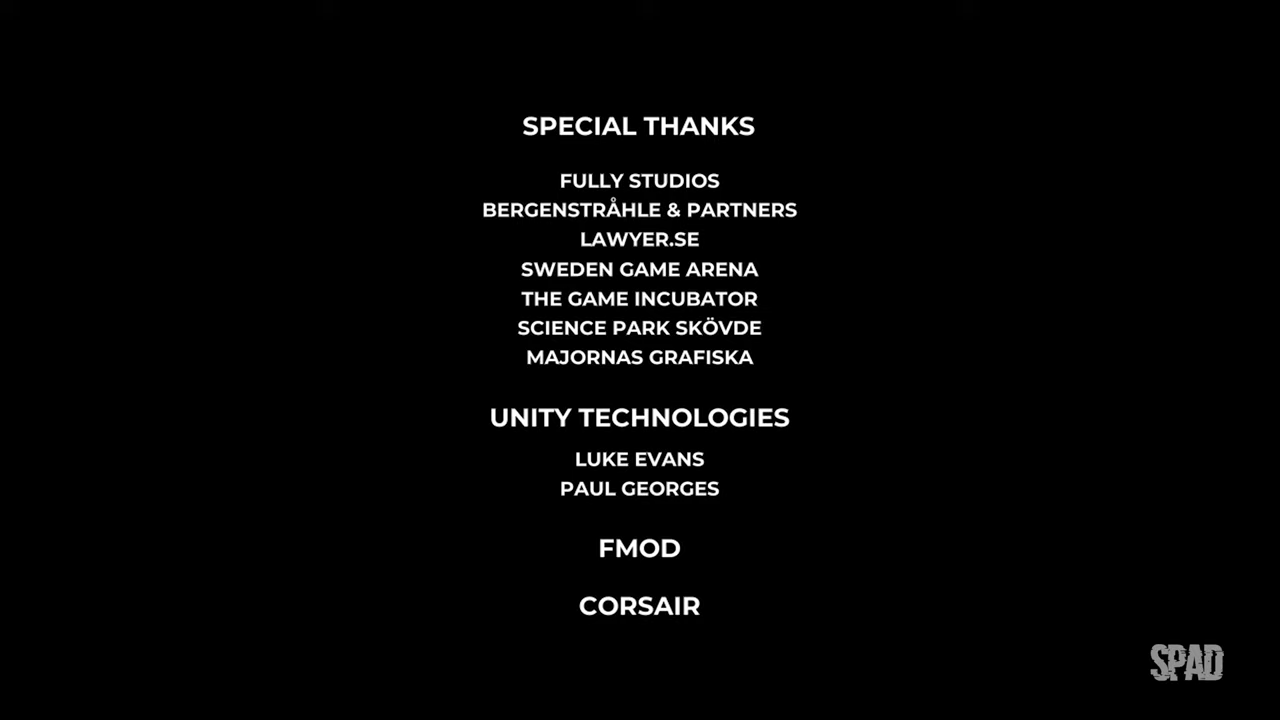 SPECIAL THANKS
FULLY STUDIOS
BERGENSTRÅHLE & PARTNERS
LAWYER.SE
SWEDEN GAME ARENA
THE GAME INCUBATOR
SCIENCE PARK SKÖVDE
MAJORNAS GRAFISKA
UNITY TECHNOLOGIES
LUKE EVANS
PAUL GEORGES
FMOD
CORSAIR
SPAD